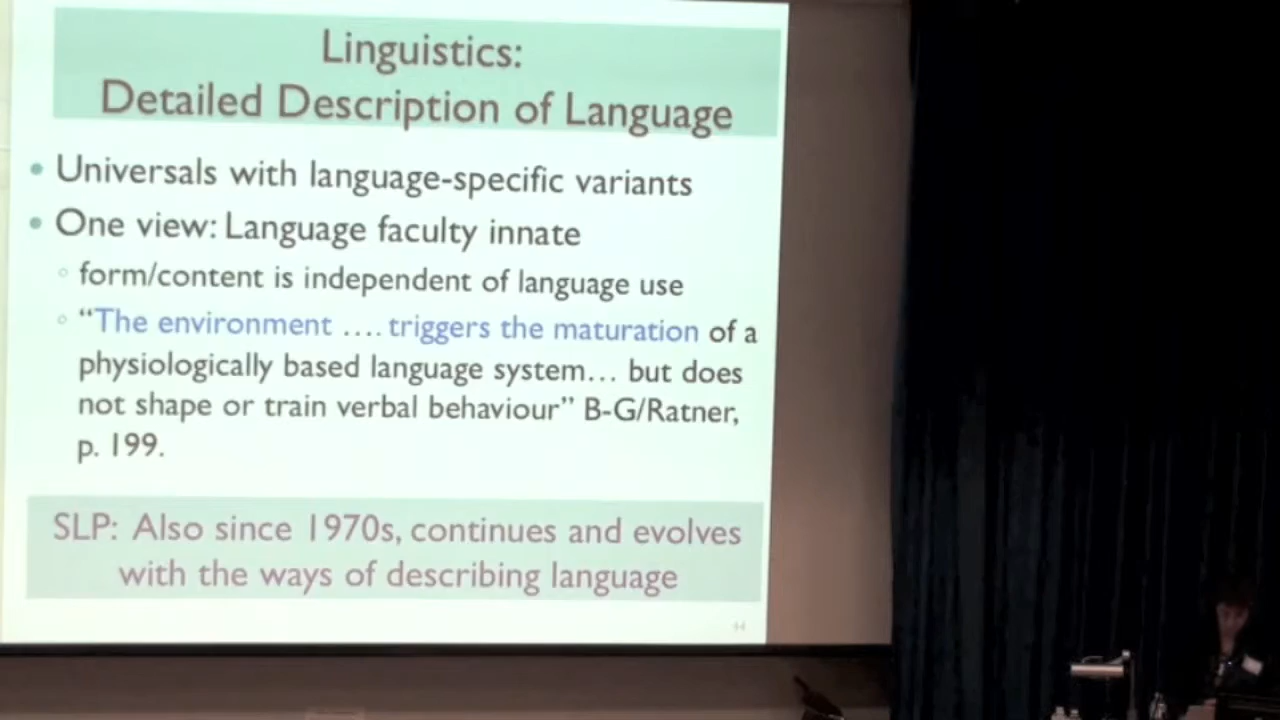 Linguistics:
Detailed Description of Language
• Universals with language-specific variants
• One view: Language faculty innate
◦ form/content is independent of language use
◦ “The environment …. triggers the maturation of a
physiologically based language system… but does
not shape or train verbal behaviour” B-G/Ratner,
p. 199.
SLP: Also since 1970s, continues and evolves
with the ways of describing language
44